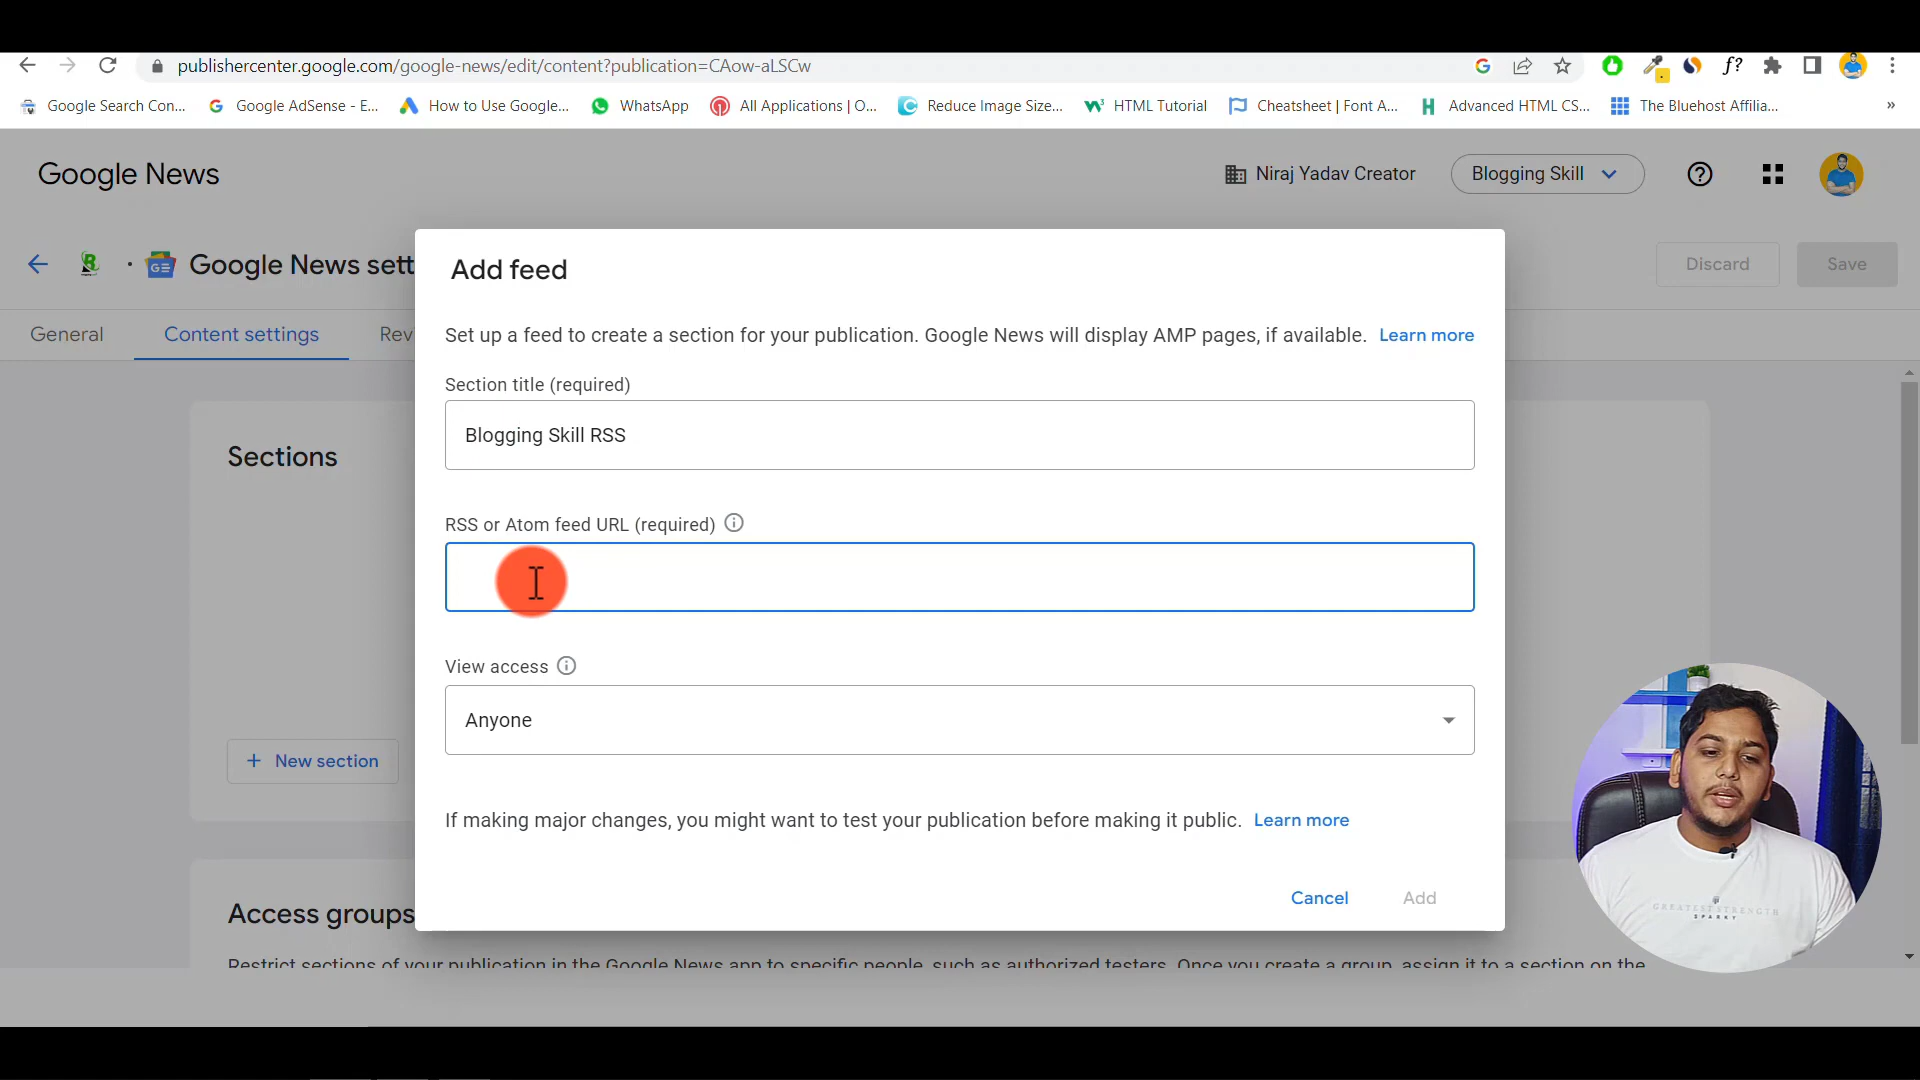 publishercenter.google.com/google-news/edit/content?publication=CAow-aLSCw
Google Search Con... Google AdSense - E... How to Use Google... WhatsApp All Applications | O... Reduce Image Size... HTML Tutorial Cheatsheet | Font A... Advanced HTML CS... The Bluehost Affilia... »
Google News Niraj Yadav Creator Blogging Skill
Google News sett Discard Save
General Content settings Rev
Add feed
Set up a feed to create a section for your publication. Google News will display AMP pages, if available. Learn more
Section title (required)
Blogging Skill RSS
Sections
RSS or Atom feed URL (required)
View access
Anyone
+ New section
If making major changes, you might want to test your publication before making it public. Learn more
Cancel Add
Access groups
Restrict sections of your publication in the Google News app to specific people, such as authorized testers. Once you create a group, assign it to a section on the
GREATEST STRENGTH
SPARKY